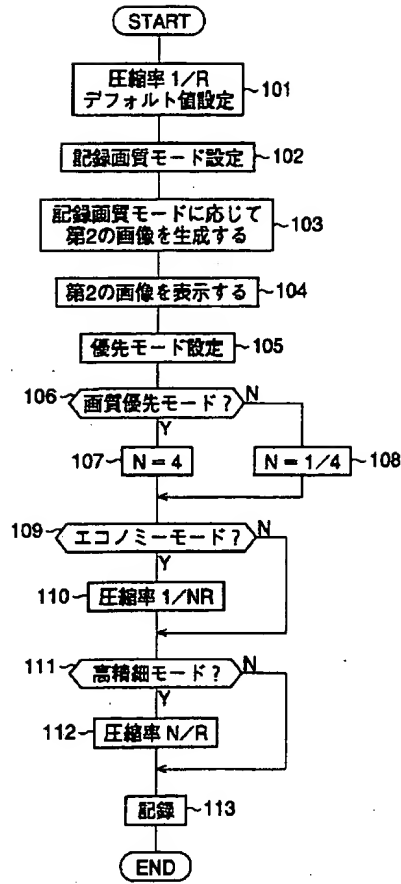 START
圧縮率 1/R
デフォルト値設定
101
記録画質モード設定
102
記録画質モードに応じて
第2の画像を生成する
103
第2の画像を表示する
104
優先モード設定
105
106
画質優先モード?
N
Y
107
N = 4
N = 1/4
108
109
エコノミーモード?
N
Y
110
圧縮率 1/NR
111
高精細モード?
N
Y
112
圧縮率 N/R
記録
113
END